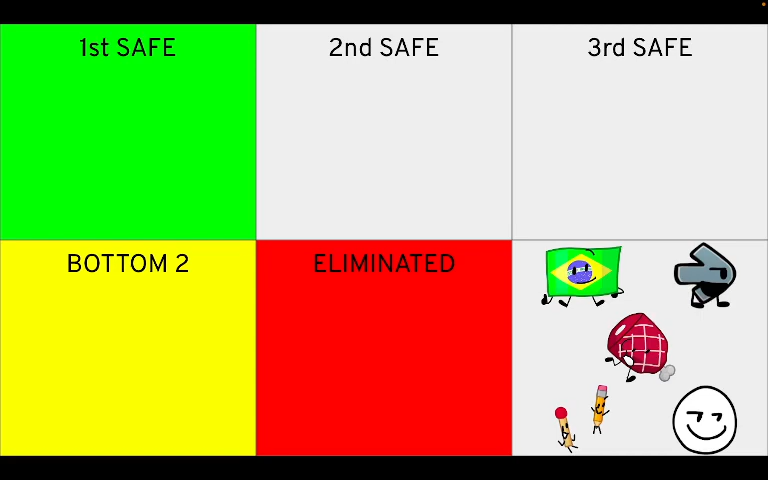 1st SAFE
2nd SAFE
3rd SAFE
BOTTOM 2
ELIMINATED